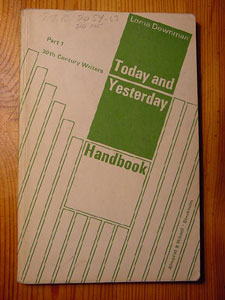 Lorna Downman
Part 1
20th Century Writers
Today and
Yesterday
Handbook